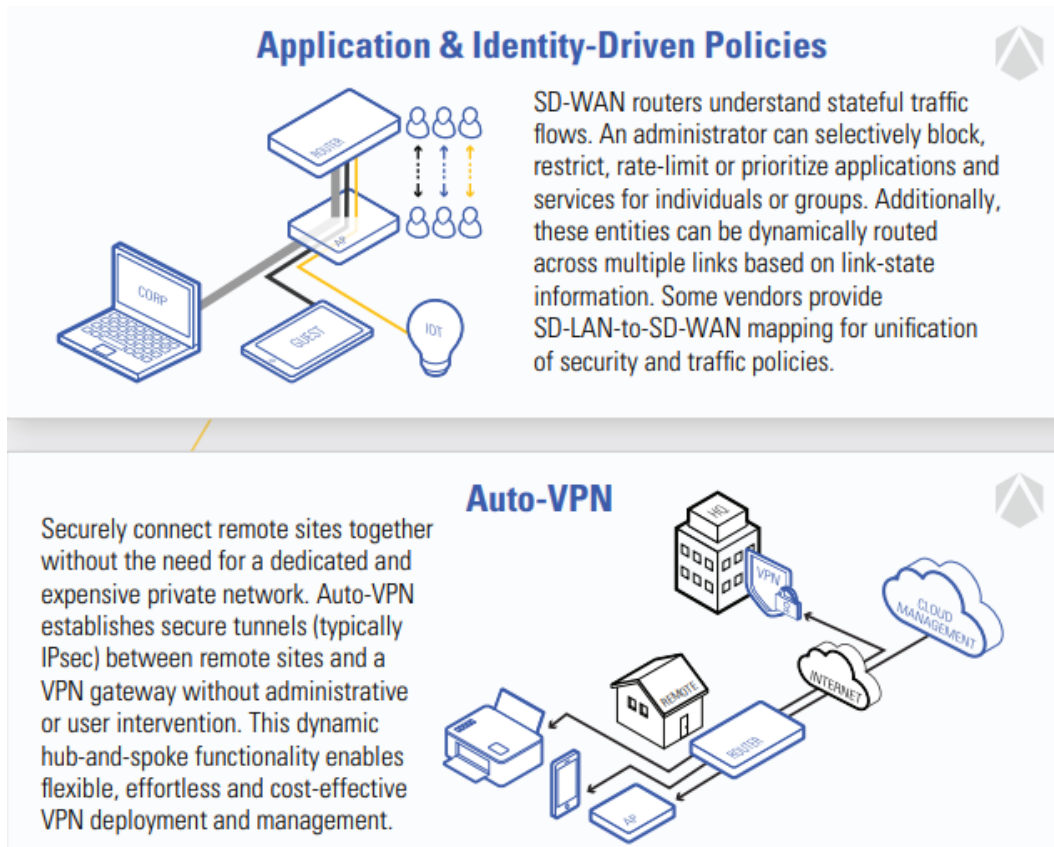 Application & Identity-Driven Policies
ROUTER
AP
CORP
GUEST
IOT
SD-WAN routers understand stateful traffic
flows. An administrator can selectively block,
restrict, rate-limit or prioritize applications and
services for individuals or groups. Additionally,
these entities can be dynamically routed
across multiple links based on link-state
information. Some vendors provide
SD-LAN-to-SD-WAN mapping for unification
of security and traffic policies.
Auto-VPN
Securely connect remote sites together
without the need for a dedicated and
expensive private network. Auto-VPN
establishes secure tunnels (typically
IPsec) between remote sites and a
VPN gateway without administrative
or user intervention. This dynamic
hub-and-spoke functionality enables
flexible, effortless and cost-effective
VPN deployment and management.
HQ
VPN
CLOUD
MANAGEMENT
INTERNET
REMOTE
ROUTER
AP